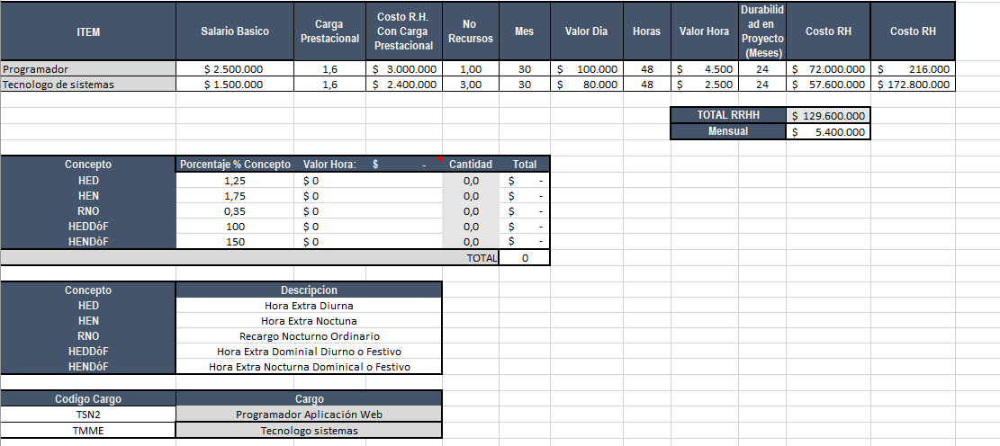 ITEM Salario Basico Carga Prestacional Costo R.H. Con Carga Prestacional No Recursos Mes Valor Dia Horas Valor Hora Durabilidad en Proyecto (Meses) Costo RH Costo RH
Programador $ 2.500.000 1,6 $ 3.000.000 1,00 30 $ 100.000 48 $ 4.500 24 $ 72.000.000 $ 216.000
Tecnologo de sistemas $ 1.500.000 1,6 $ 2.400.000 3,00 30 $ 80.000 48 $ 2.500 24 $ 57.600.000 $ 172.800.000
TOTAL RRHH $ 129.600.000
Mensual $ 5.400.000
Concepto Porcentaje % Concepto Valor Hora: $ - Cantidad Total
HED 1,25 $ 0 0,0 $ -
HEN 1,75 $ 0 0,0 $ -
RNO 0,35 $ 0 0,0 $ -
HEDDóF 100 $ 0 0,0 $ -
HENDóF 150 $ 0 0,0 $ -
TOTAL 0
Concepto Descripcion
HED Hora Extra Diurna
HEN Hora Extra Noctuna
RNO Recargo Nocturno Ordinario
HEDDóF Hora Extra Dominial Diurno o Festivo
HENDóF Hora Extra Nocturna Dominical o Festivo
Codigo Cargo Cargo
TSN2 Programador Aplicación Web
TMME Tecnologo sistemas